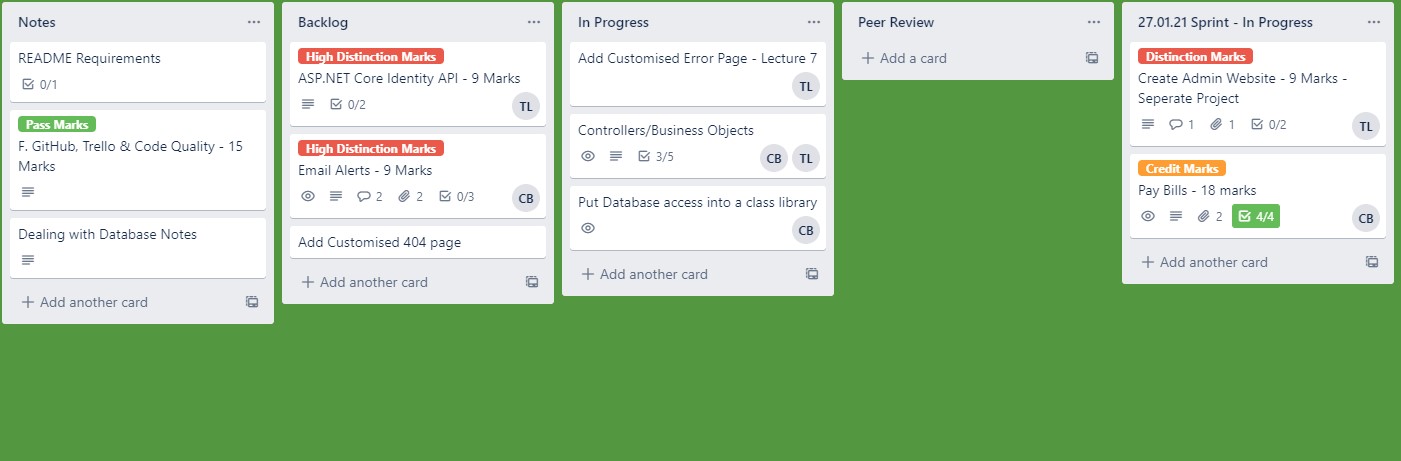 Notes
README Requirements
0/1
Pass Marks
F. GitHub, Trello & Code Quality - 15
Marks
Dealing with Database Notes
Add another card
Backlog
High Distinction Marks
ASP.NET Core Identity API - 9 Marks
0/2
TL
High Distinction Marks
Email Alerts - 9 Marks
2 2 0/3
CB
Add Customised 404 page
Add another card
In Progress
Add Customised Error Page - Lecture 7
TL
Controllers/Business Objects
3/5
CB TL
Put Database access into a class library
CB
Add another card
Peer Review
Add a card
27.01.21 Sprint - In Progress
Distinction Marks
Create Admin Website - 9 Marks -
Seperate Project
1 1 0/2
TL
Credit Marks
Pay Bills - 18 marks
2 4/4
CB
Add another card